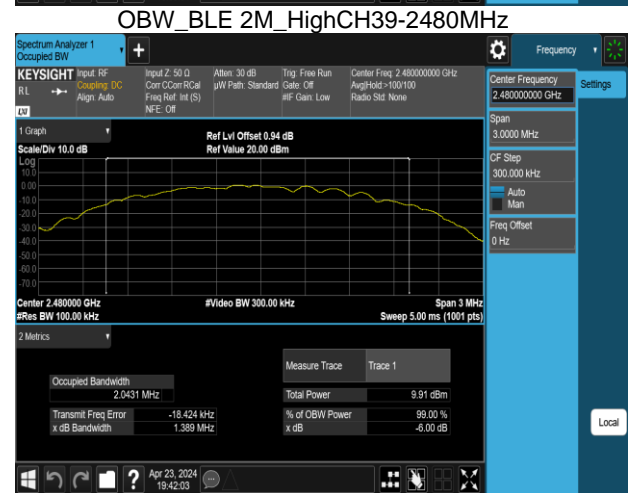 OBW_BLE 2M_HighCH39-2480MHz
Spectrum Analyzer 1
Occupied BW
+
Frequency
KEYSIGHT
RL
LXI
Input: RF
Coupling: DC
Align: Auto
Input Z: 50 Ω
Corr CCorr RCal
Freq Ref: Int (S)
NFE: Off
Atten: 30 dB
µW Path: Standard
Trig: Free Run
Gate: Off
#IF Gain: Low
Center Freq: 2.480000000 GHz
Avg|Hold:>100/100
Radio Std: None
Center Frequency
2.480000000 GHz
Settings
Span
3.0000 MHz
CF Step
300.000 kHz
Auto
Man
Freq Offset
0 Hz
1 Graph
Scale/Div 10.0 dB
Ref Lvl Offset 0.94 dB
Ref Value 20.00 dBm
Log
10.0
0.00
-10.0
-20.0
-30.0
-40.0
-50.0
-60.0
-70.0
Center 2.480000 GHz
#Video BW 300.00 kHz
Span 3 MHz
#Res BW 100.00 kHz
Sweep 5.00 ms (1001 pts)
2 Metrics
Measure Trace Trace 1
Occupied Bandwidth
2.0431 MHz
Total Power 9.91 dBm
Transmit Freq Error -18.424 kHz
% of OBW Power 99.00 %
x dB Bandwidth 1.389 MHz
x dB -6.00 dB
Local
?
Apr 23, 2024
19:42:03